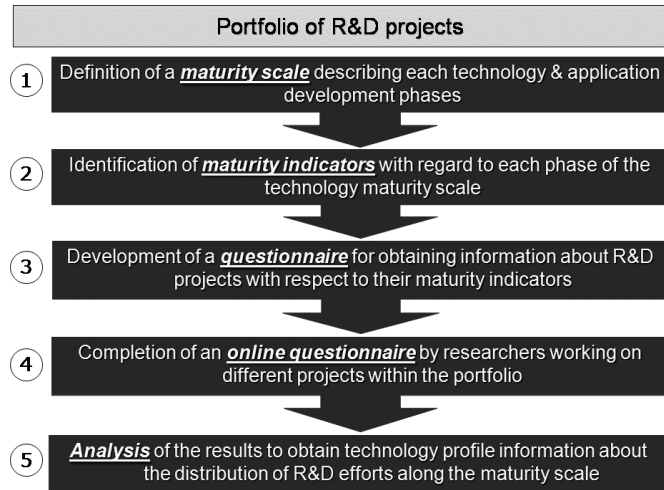 Portfolio of R&D projects
1
Definition of a maturity scale describing each technology & application
development phases
2
Identification of maturity indicators with regard to each phase of the
technology maturity scale
3
Development of a questionnaire for obtaining information about R&D
projects with respect to their maturity indicators
4
Completion of an online questionnaire by researchers working on
different projects within the portfolio
5
Analysis of the results to obtain technology profile information about
the distribution of R&D efforts along the maturity scale